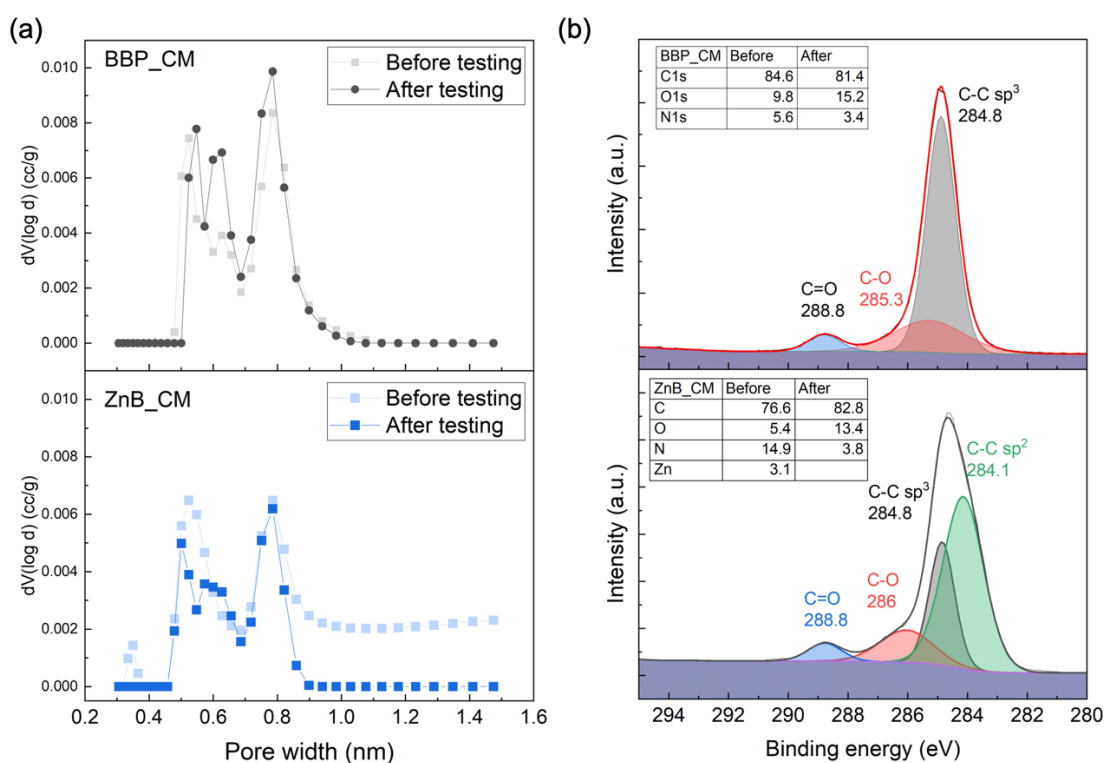 (a)
BBP_CM
Before testing
After testing
0.010
0.008
0.006
0.004
0.002
0.000
dV(log d) (cc/g)
ZnB_CM
Before testing
After testing
0.010
0.008
0.006
0.004
0.002
0.000
dV(log d) (cc/g)
0.2 0.4 0.6 0.8 1.0 1.2 1.4 1.6
Pore width (nm)
(b)
BBP_CM Before After
C1s 84.6 81.4
O1s 9.8 15.2
N1s 5.6 3.4
C-C sp³
284.8
C-O
285.3
C=O
288.8
Intensity (a.u.)
ZnB_CM Before After
C 76.6 82.8
O 5.4 13.4
N 14.9 3.8
Zn 3.1
C-C sp²
284.1
C-C sp³
284.8
C-O
286
C=O
288.8
Intensity (a.u.)
294 292 290 288 286 284 282 280
Binding energy (eV)